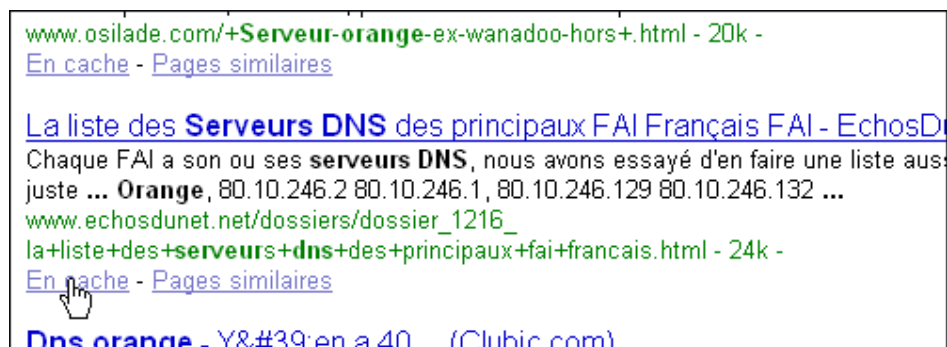 www.osilade.com/+Serveur-orange-ex-wanadoo-hors+.html - 20k -
En cache - Pages similaires
La liste des Serveurs DNS des principaux FAI Français FAI - EchosD
Chaque FAI a son ou ses serveurs DNS, nous avons essayé d'en faire une liste aus
juste ... Orange, 80.10.246.2 80.10.246.1, 80.10.246.129 80.10.246.132 ...
www.echosdunet.net/dossiers/dossier_1216_
la+liste+des+serveurs+dns+des+principaux+fai+francais.html - 24k -
En cache - Pages similaires
Dns orange - Y&#39;en a 40 ... (Clubic.com)